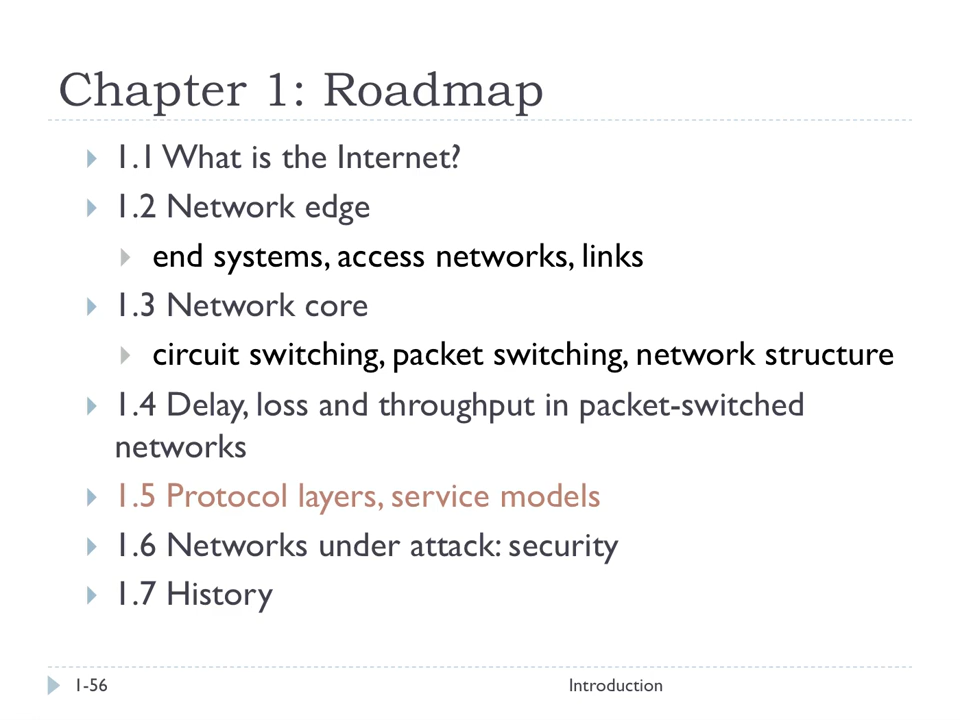 Chapter 1: Roadmap
1.1 What is the Internet?
1.2 Network edge
end systems, access networks, links
1.3 Network core
circuit switching, packet switching, network structure
1.4 Delay, loss and throughput in packet-switched
networks
1.5 Protocol layers, service models
1.6 Networks under attack: security
1.7 History
1-56
Introduction